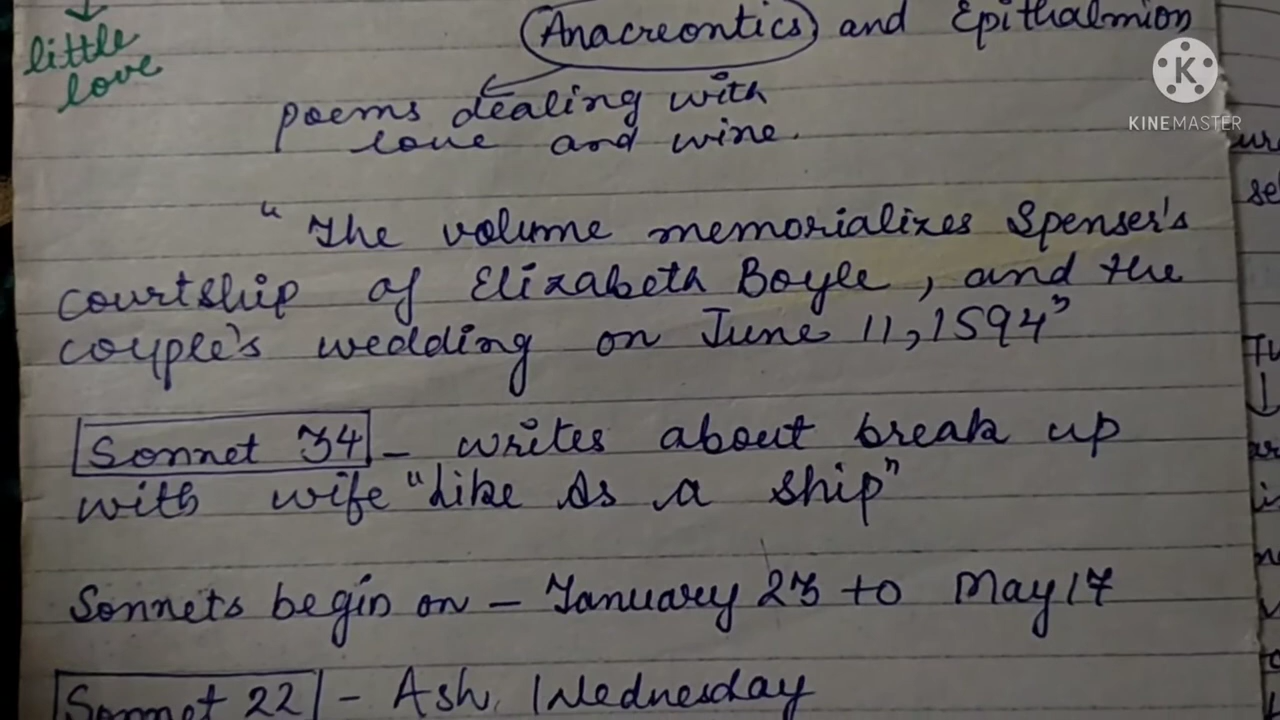 little
love
Anacreontics and Epithalmion
poems dealing with
love and wine.
"The volume memorializes Spenser's
courtship of Elizabeth Boyle, and the
couple's wedding on June 11, 1594"
Sonnet 34 - writes about break up
with wife "Like As a ship"
Sonnets begin on - January 23 to May 17
Sonnet 22 - Ash Wednesday
K
KINEMASTER